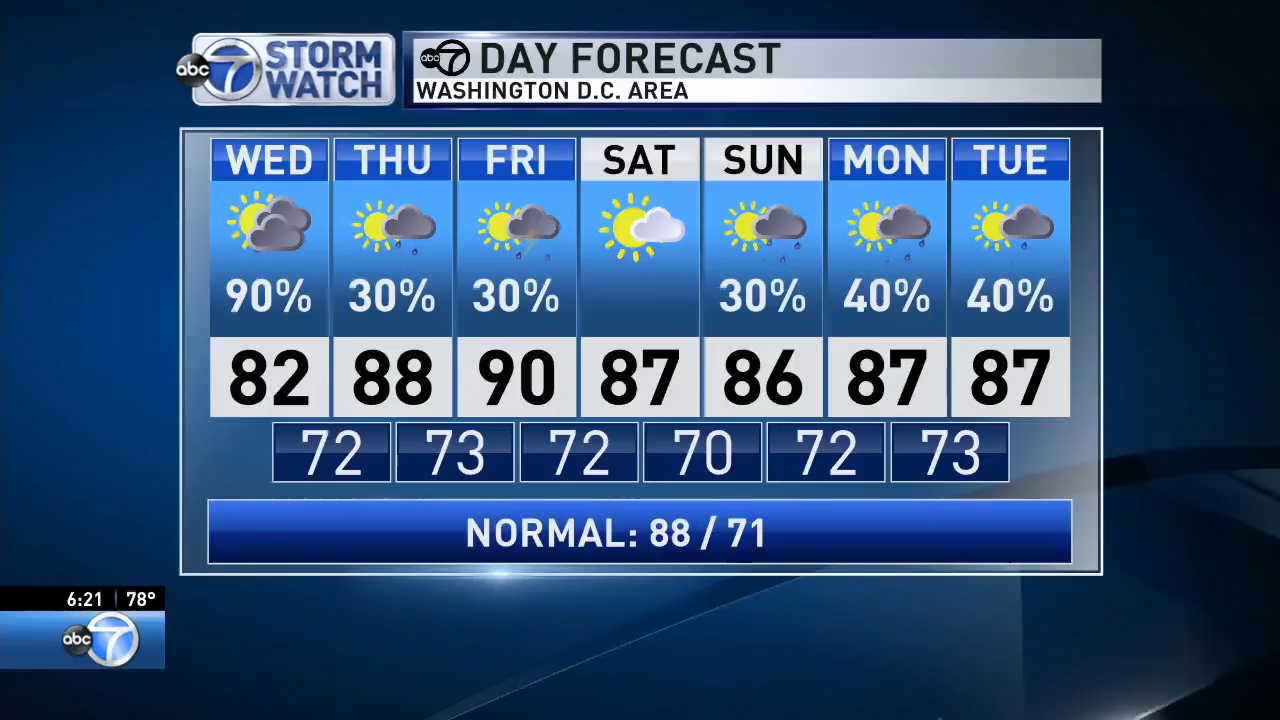 abc 7 STORM WATCH
abc 7 DAY FORECAST
WASHINGTON D.C. AREA
WED THU FRI SAT SUN MON TUE
90% 30% 30% 30% 40% 40%
82 88 90 87 86 87 87
72 73 72 70 72 73
NORMAL: 88 / 71
6:21 78°
abc 7